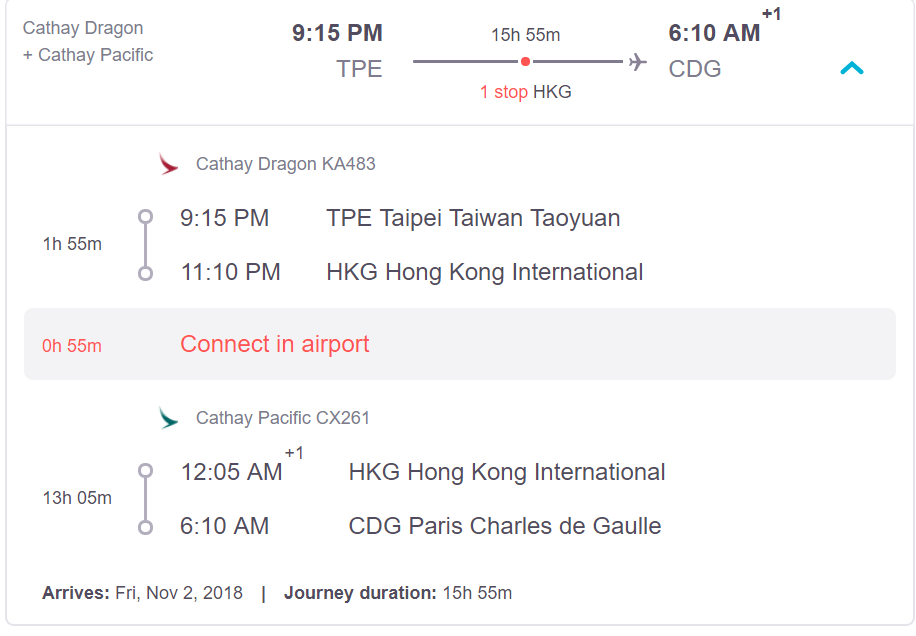 Cathay Dragon
+ Cathay Pacific
9:15 PM
TPE
15h 55m
1 stop HKG
6:10 AM+1
CDG
Cathay Dragon KA483
1h 55m
9:15 PM TPE Taipei Taiwan Taoyuan
11:10 PM HKG Hong Kong International
0h 55m Connect in airport
Cathay Pacific CX261
13h 05m
12:05 AM+1 HKG Hong Kong International
6:10 AM CDG Paris Charles de Gaulle
Arrives: Fri, Nov 2, 2018 | Journey duration: 15h 55m